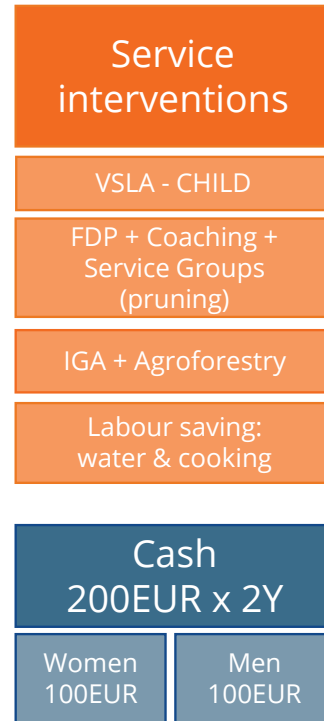 Service
interventions
VSLA - CHILD
FDP + Coaching +
Service Groups
(pruning)
IGA + Agroforestry
Labour saving:
water & cooking
Cash
200EUR x 2Y
Women
100EUR
Men
100EUR